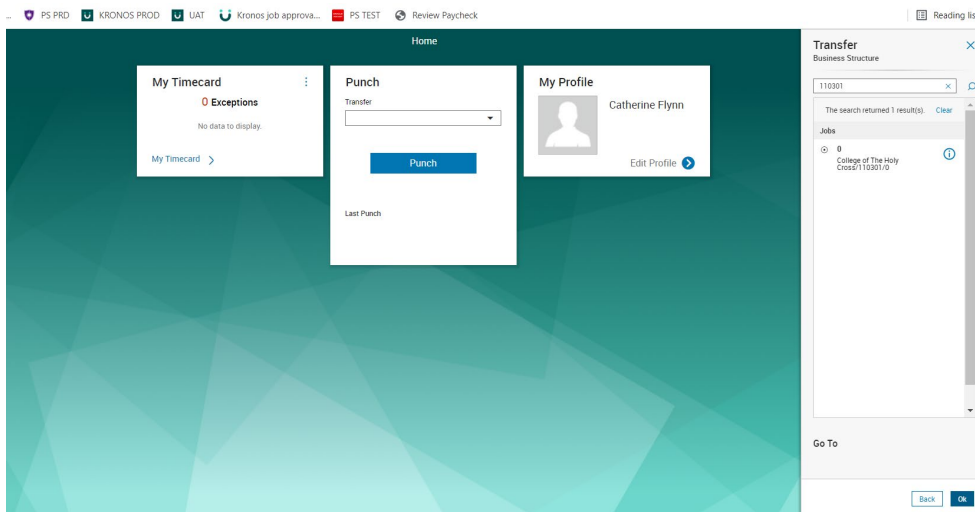 ... PS PRD KRONOS PROD UAT Kronos job approva... PS TEST Review Paycheck Reading lis
Home
My Timecard
0 Exceptions
No data to display.
My Timecard
Punch
Transfer
Punch
Last Punch
My Profile
Catherine Flynn
Edit Profile
Transfer
Business Structure
110301
The search returned 1 result(s). Clear
Jobs
0
College of The Holy
Cross/110301/0
Go To
Back Ok